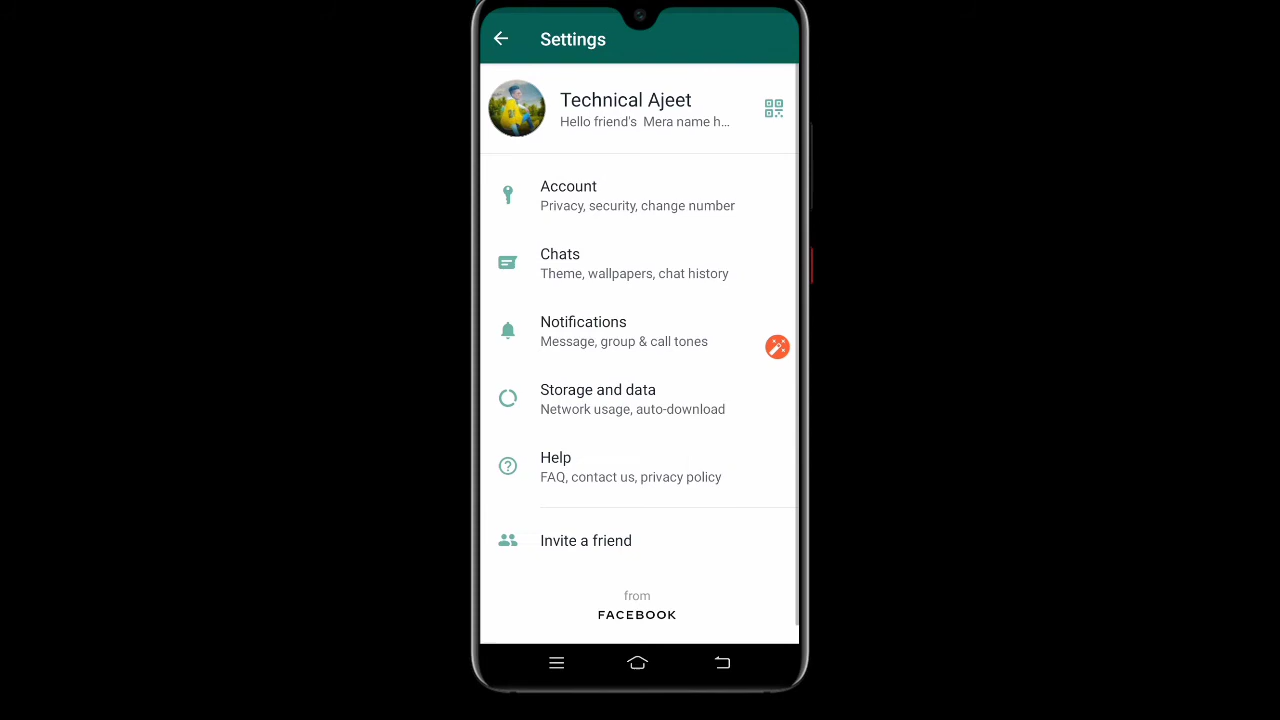 Settings
Technical Ajeet
Hello friend's Mera name h...
Account
Privacy, security, change number
Chats
Theme, wallpapers, chat history
Notifications
Message, group & call tones
Storage and data
Network usage, auto-download
Help
FAQ, contact us, privacy policy
Invite a friend
from
FACEBOOK